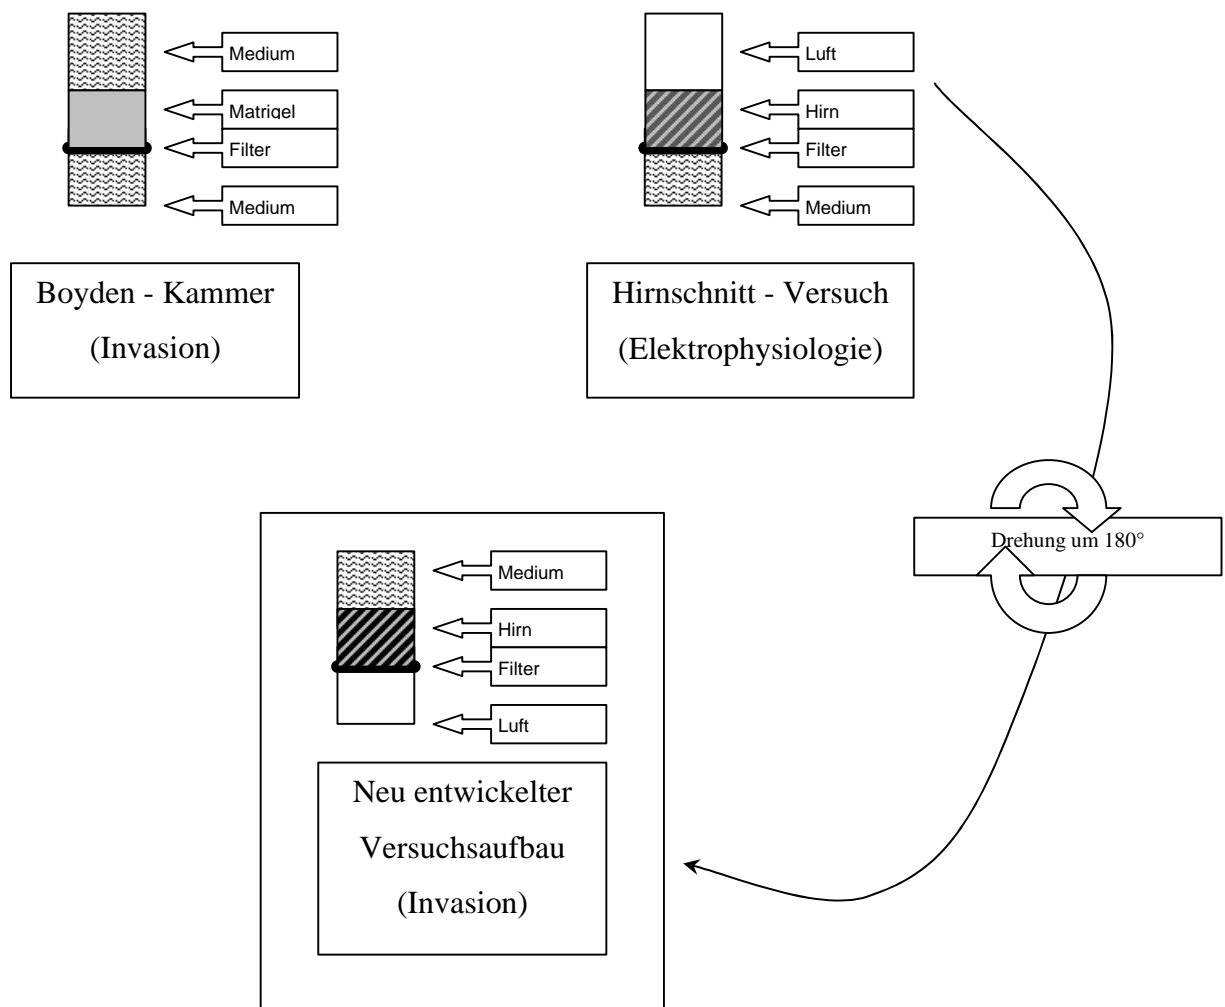 Medium
Matrigel
Filter
Medium
Boyden - Kammer
(Invasion)
Luft
Hirn
Filter
Medium
Hirnschnitt - Versuch
(Elektrophysiologie)
Drehung um 180°
Medium
Hirn
Filter
Luft
Neu entwickelter
Versuchsaufbau
(Invasion)